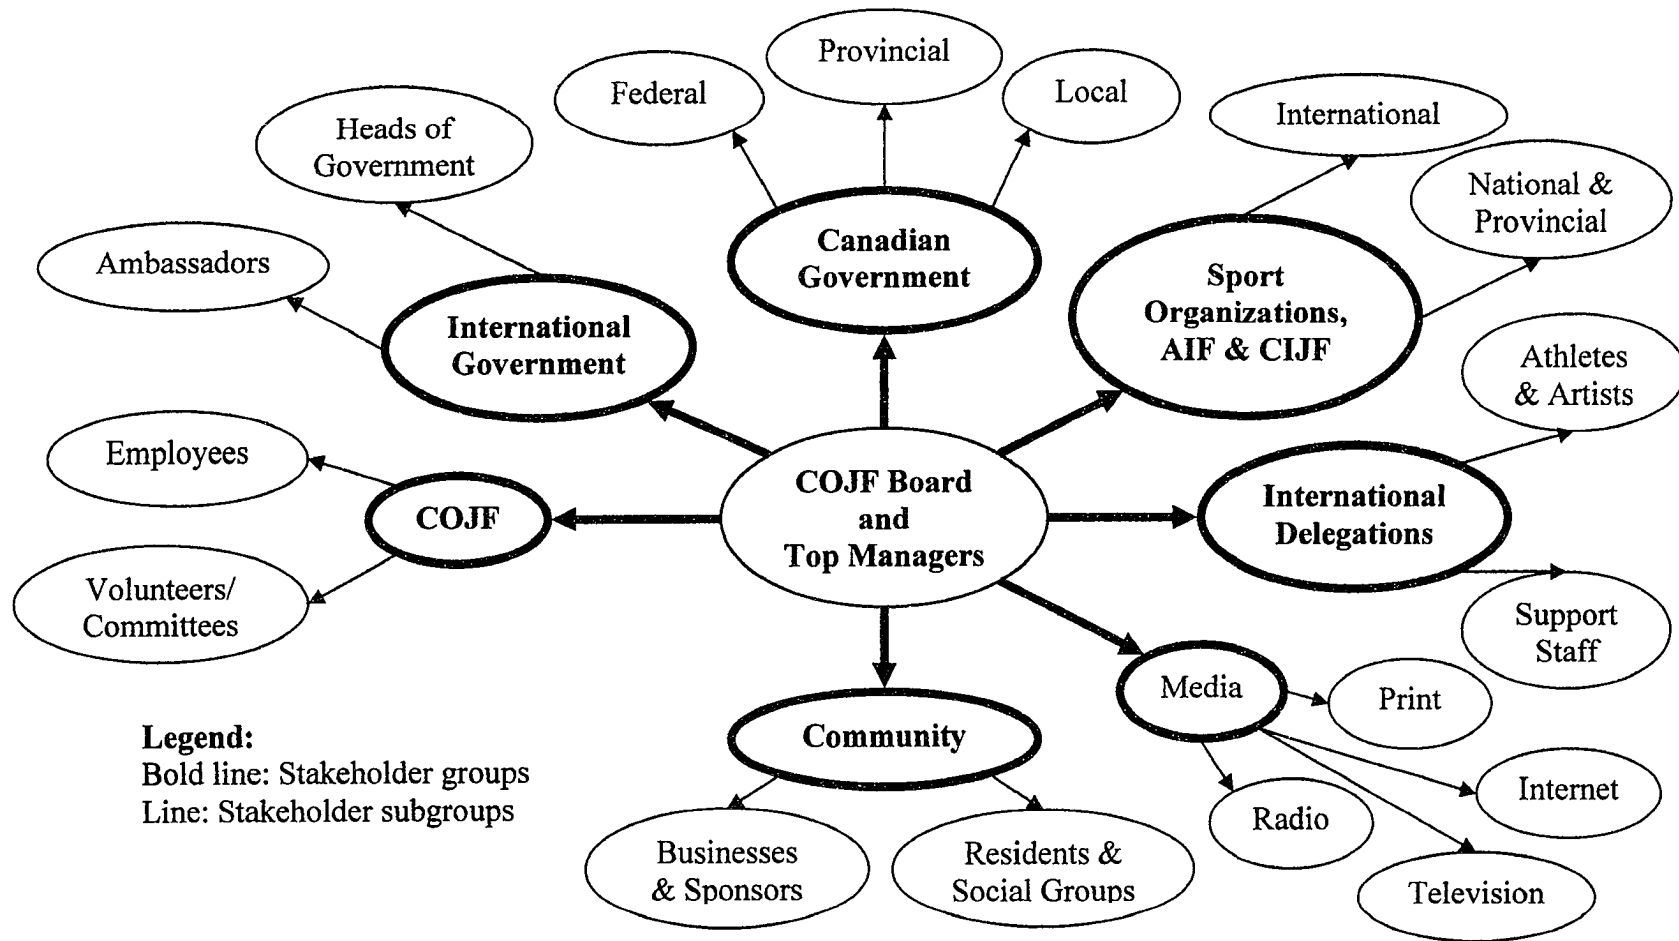 Provincial
Federal
Local
International
Heads of
Government
National &
Provincial
Canadian
Government
Ambassadors
Sport
Organizations,
AIF & CIJF
International
Government
Athletes
& Artists
Employees
COJF
COJF Board
and
Top Managers
International
Delegations
Volunteers/
Committees
Support
Staff
Media
Print
Community
Internet
Radio
Television
Businesses
& Sponsors
Residents &
Social Groups
Legend:
Bold line: Stakeholder groups
Line: Stakeholder subgroups